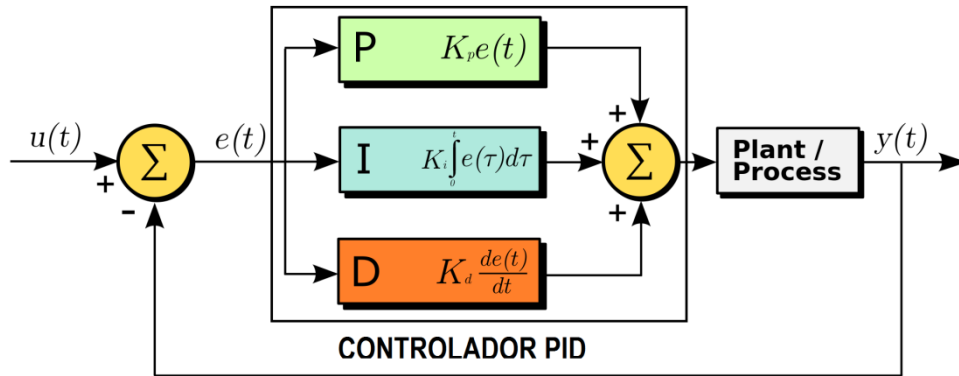 P K_p e(t)
+
u(t)
Σ
e(t)
I K_i ∫_0^t e(τ)dτ
+
Σ
Plant /
Process
y(t)
+
-
+
D K_d de(t)/dt
CONTROLADOR PID